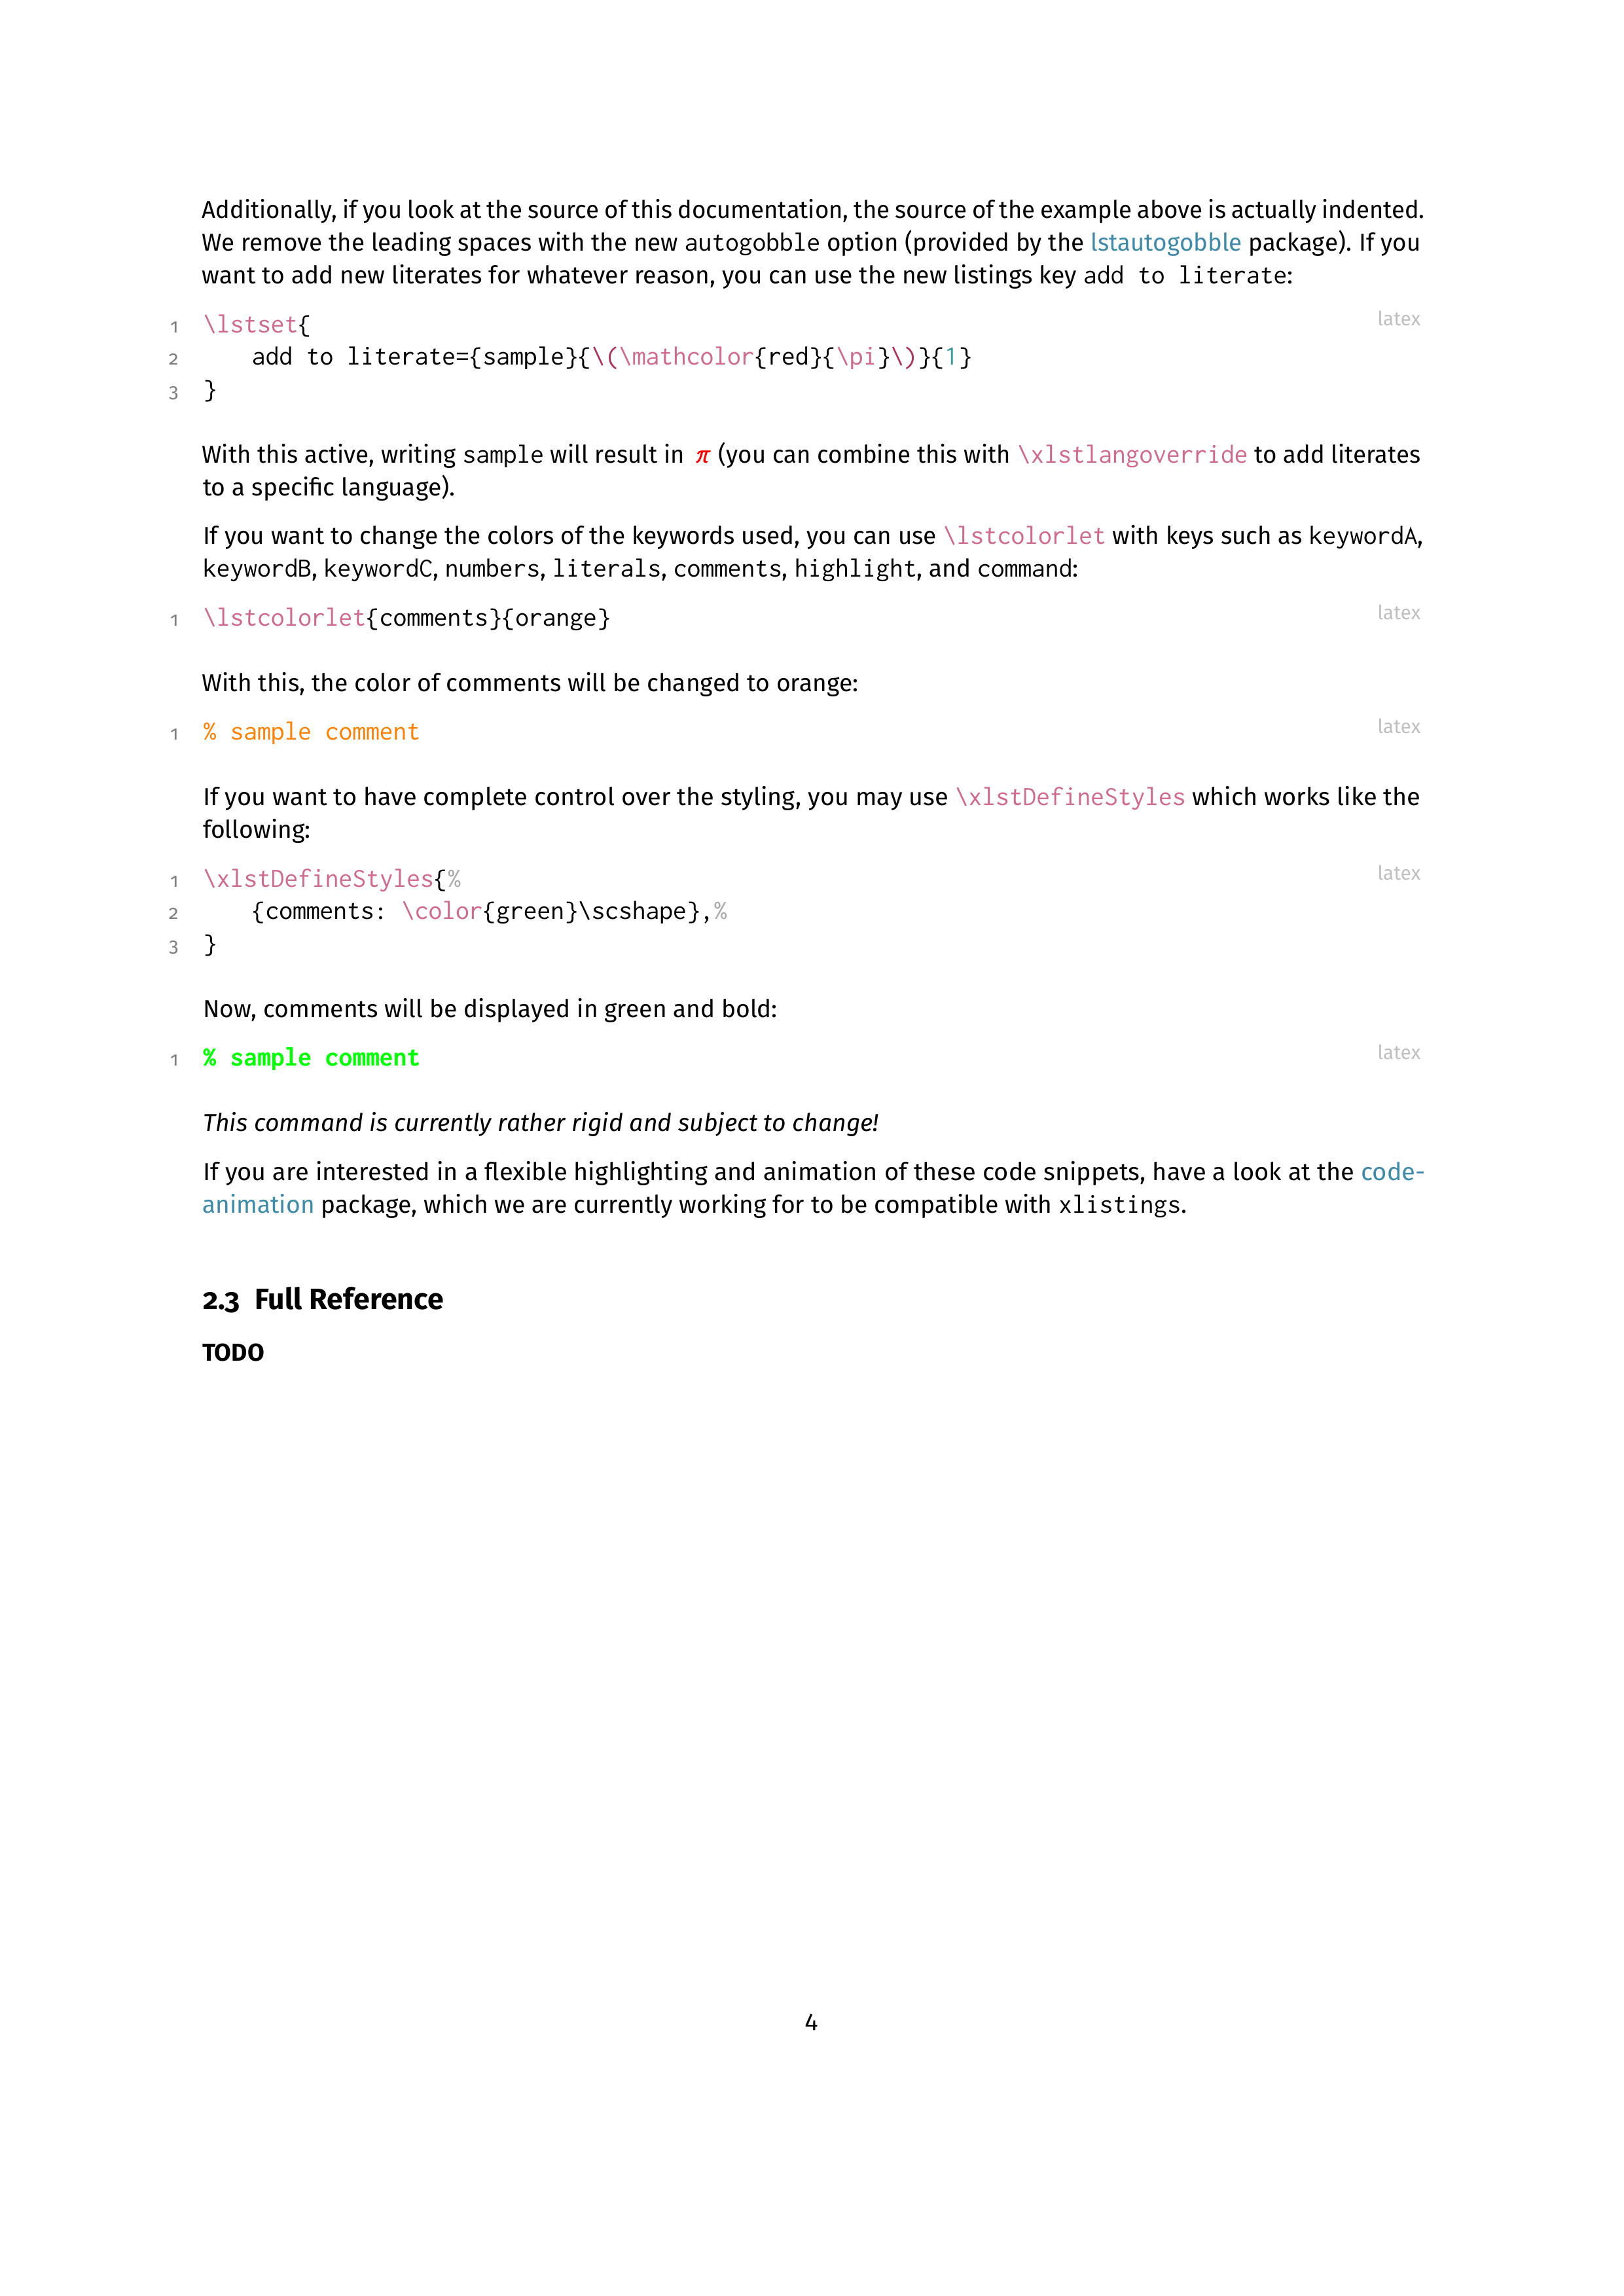 Additionally, if you look at the source of this documentation, the source of the example above is actually indented.
We remove the leading spaces with the new autogobble option (provided by the lstautogobble package). If you
want to add new literates for whatever reason, you can use the new listings key add to literate:
1 \lstset{ latex
2     add to literate={sample}{\(\mathcolor{red}{\pi}\)}{1}
3 }
With this active, writing sample will result in π (you can combine this with \xlstlangoverride to add literates
to a specific language).
If you want to change the colors of the keywords used, you can use \lstcolorlet with keys such as keywordA,
keywordB, keywordC, numbers, literals, comments, highlight, and command:
1 \lstcolorlet{comments}{orange} latex
With this, the color of comments will be changed to orange:
1 % sample comment latex
If you want to have complete control over the styling, you may use \xlstDefineStyles which works like the
following:
1 \xlstDefineStyles{% latex
2     {comments: \color{green}\scshape},%
3 }
Now, comments will be displayed in green and bold:
1 % sample comment latex
This command is currently rather rigid and subject to change!
If you are interested in a flexible highlighting and animation of these code snippets, have a look at the code-
animation package, which we are currently working for to be compatible with xlistings.
2.3 Full Reference
TODO
4